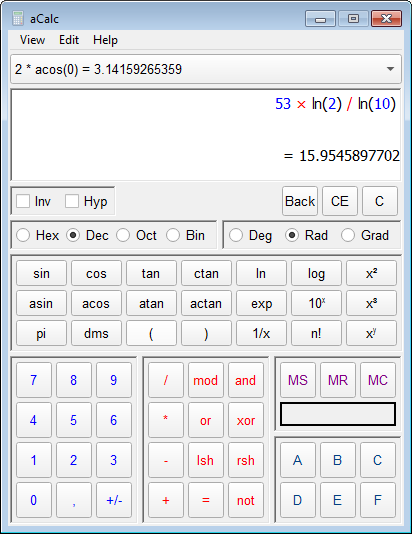 aCalc
View Edit Help
2 * acos(0) = 3.14159265359
53 × ln(2) / ln(10)
= 15.9545897702
Inv Hyp Back CE C
Hex Dec Oct Bin Deg Rad Grad
sin cos tan ctan ln log x²
asin acos atan actan exp 10ˣ x³
pi dms ( ) 1/x n! xʸ
7 8 9 / mod and MS MR MC
4 5 6 * or xor
1 2 3 - lsh rsh A B C
0 , +/- + = not D E F